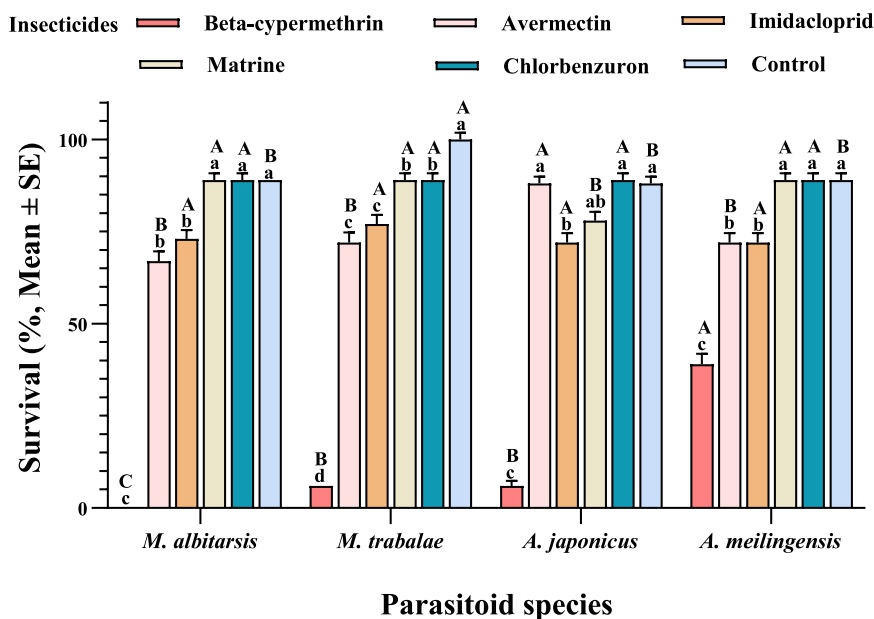 Insecticides Beta-cypermethrin Avermectin Imidacloprid
Matrine Chlorbenzuron Control
Survival (%, Mean ± SE)
100
50
0
C
c
B
b
A
b
A
a
A
a
B
a
B
d
B
c
A
c
A
b
A
b
A
a
B
c
A
a
A
b
B
ab
A
a
B
a
A
c
B
b
A
b
A
a
A
a
B
a
M. albitarsis M. trabalae A. japonicus A. meilingensis
Parasitoid species